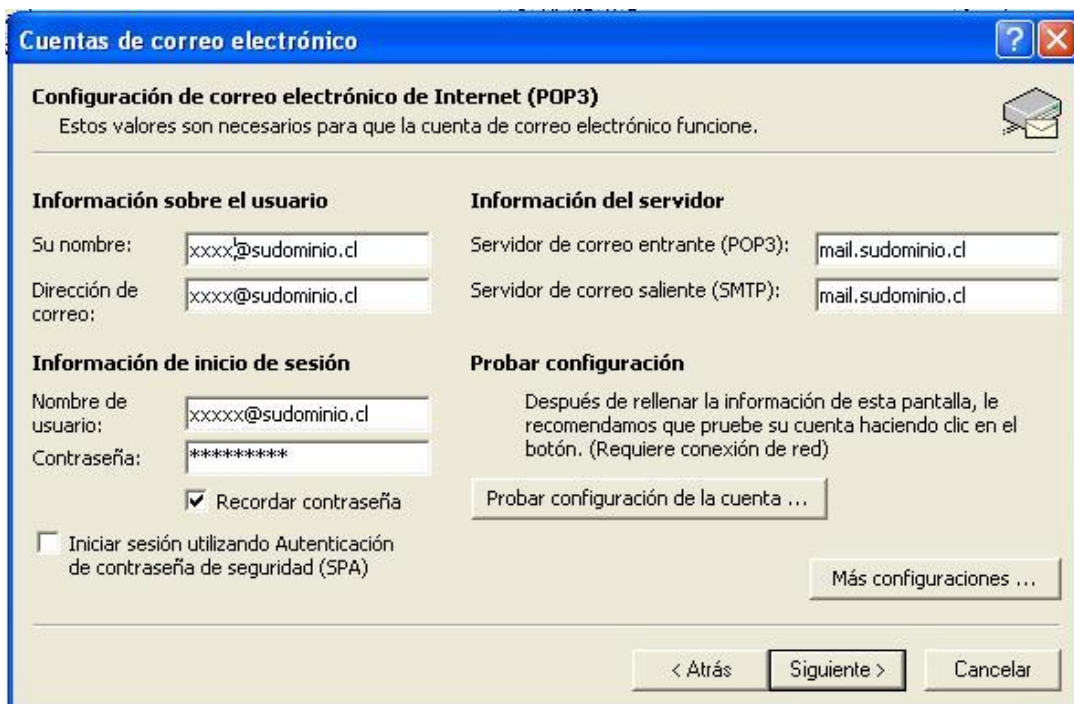 Cuentas de correo electrónico
Configuración de correo electrónico de Internet (POP3)
Estos valores son necesarios para que la cuenta de correo electrónico funcione.
Información sobre el usuario
Su nombre: xxxx@sudominio.cl
Dirección de
correo: xxxx@sudominio.cl
Información del servidor
Servidor de correo entrante (POP3): mail.sudominio.cl
Servidor de correo saliente (SMTP): mail.sudominio.cl
Información de inicio de sesión
Nombre de
usuario: xxxxx@sudominio.cl
Contraseña: *********
Recordar contraseña
Iniciar sesión utilizando Autenticación
de contraseña de seguridad (SPA)
Probar configuración
Después de rellenar la información de esta pantalla, le
recomendamos que pruebe su cuenta haciendo clic en el
botón. (Requiere conexión de red)
Probar configuración de la cuenta ...
Más configuraciones ...
< Atrás
Siguiente >
Cancelar